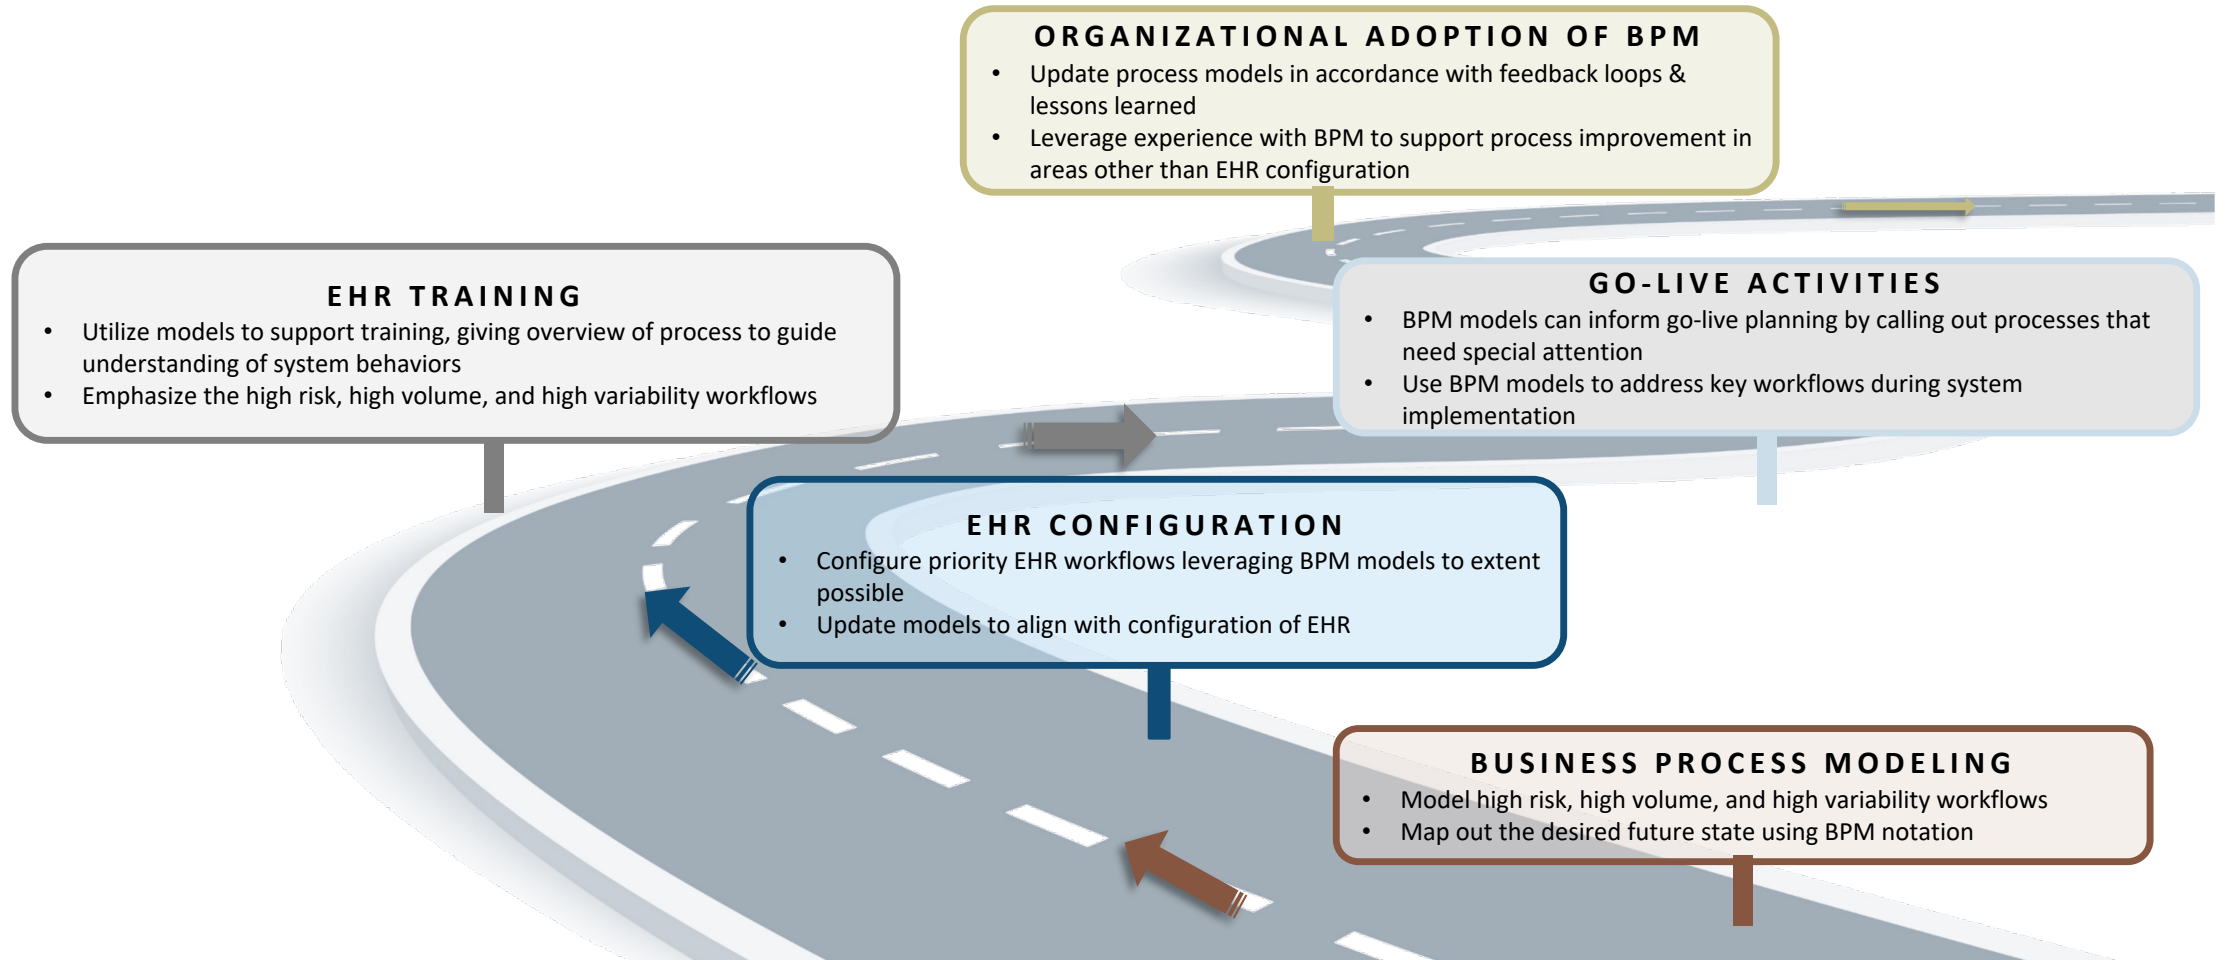 ORGANIZATIONAL ADOPTION OF BPM
• Update process models in accordance with feedback loops &
lessons learned
• Leverage experience with BPM to support process improvement in
areas other than EHR configuration
EHR TRAINING
• Utilize models to support training, giving overview of process to guide
understanding of system behaviors
• Emphasize the high risk, high volume, and high variability workflows
GO-LIVE ACTIVITIES
• BPM models can inform go-live planning by calling out processes that
need special attention
• Use BPM models to address key workflows during system
implementation
EHR CONFIGURATION
• Configure priority EHR workflows leveraging BPM models to extent
possible
• Update models to align with configuration of EHR
BUSINESS PROCESS MODELING
• Model high risk, high volume, and high variability workflows
• Map out the desired future state using BPM notation